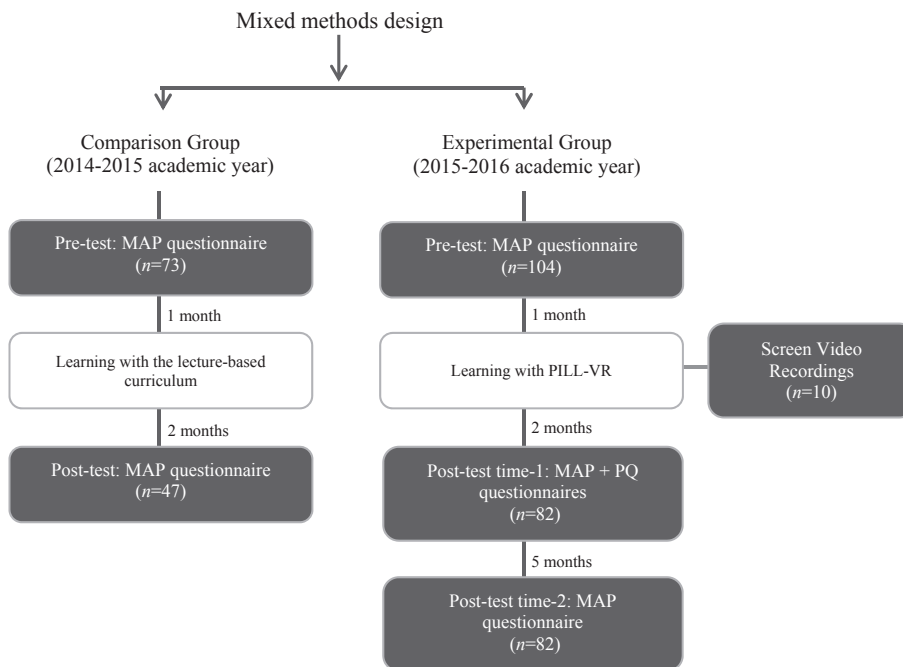 Mixed methods design
Comparison Group
(2014-2015 academic year)
Pre-test: MAP questionnaire
(n=73)
1 month
Learning with the lecture-based
curriculum
2 months
Post-test: MAP questionnaire
(n=47)
Experimental Group
(2015-2016 academic year)
Pre-test: MAP questionnaire
(n=104)
1 month
Learning with PILL-VR
Screen Video
Recordings
(n=10)
2 months
Post-test time-1: MAP + PQ
questionnaires
(n=82)
5 months
Post-test time-2: MAP
questionnaire
(n=82)